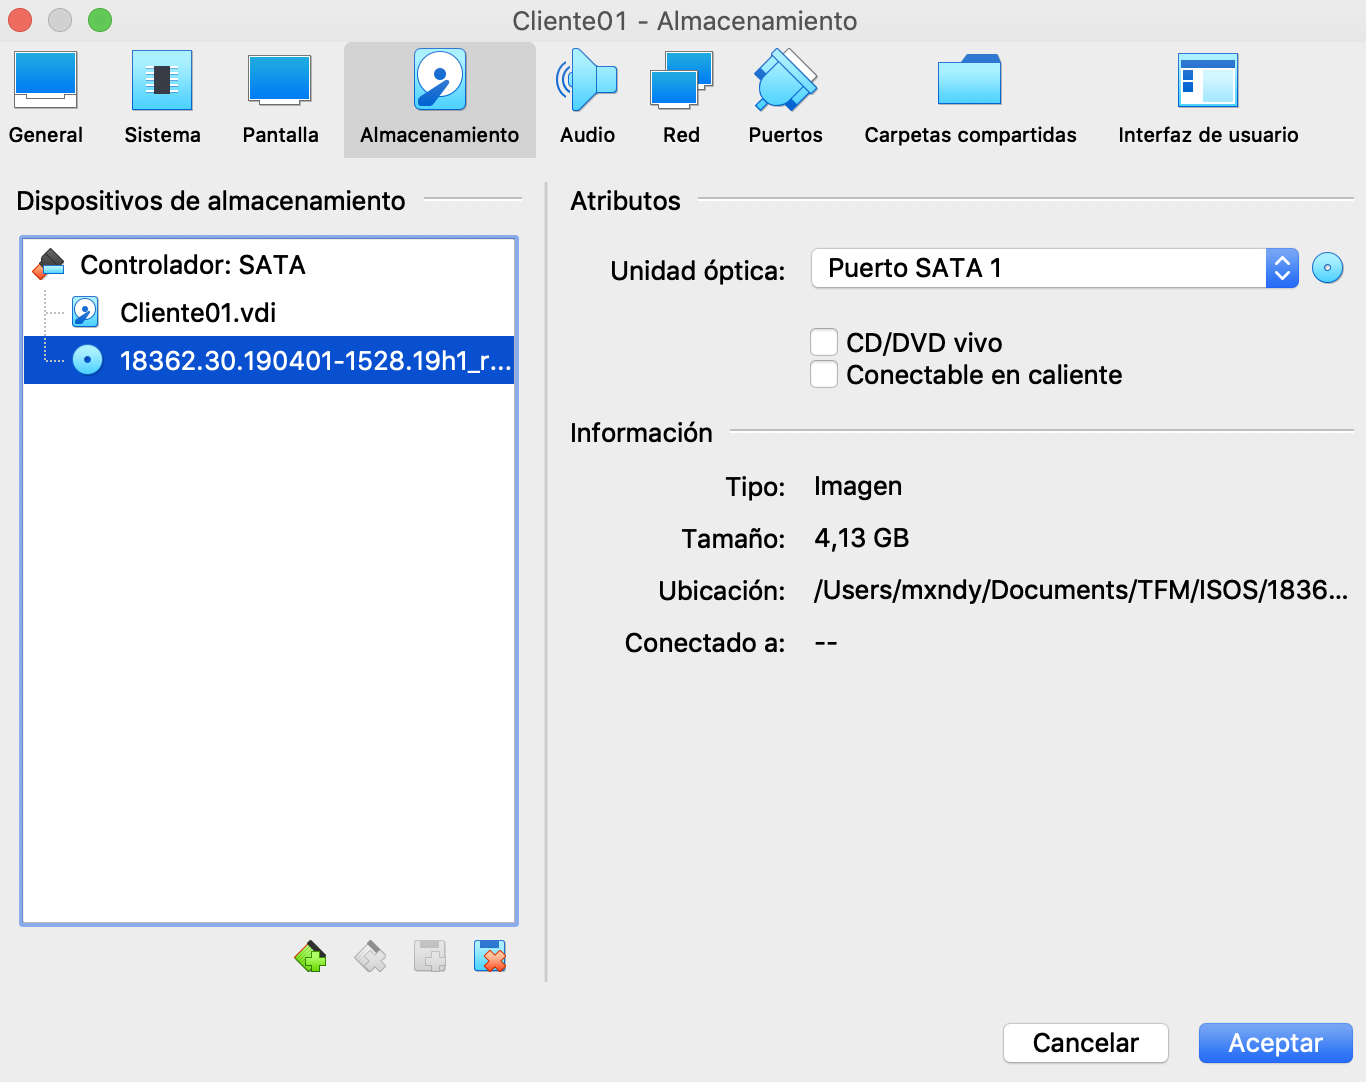 Cliente01 - Almacenamiento
General
Sistema
Pantalla
Almacenamiento
Audio
Red
Puertos
Carpetas compartidas
Interfaz de usuario
Dispositivos de almacenamiento
Controlador: SATA
Cliente01.vdi
18362.30.190401-1528.19h1_r...
Atributos
Unidad óptica: Puerto SATA 1
CD/DVD vivo
Conectable en caliente
Información
Tipo: Imagen
Tamaño: 4,13 GB
Ubicación: /Users/mxndy/Documents/TFM/ISOS/1836...
Conectado a: --
Cancelar
Aceptar